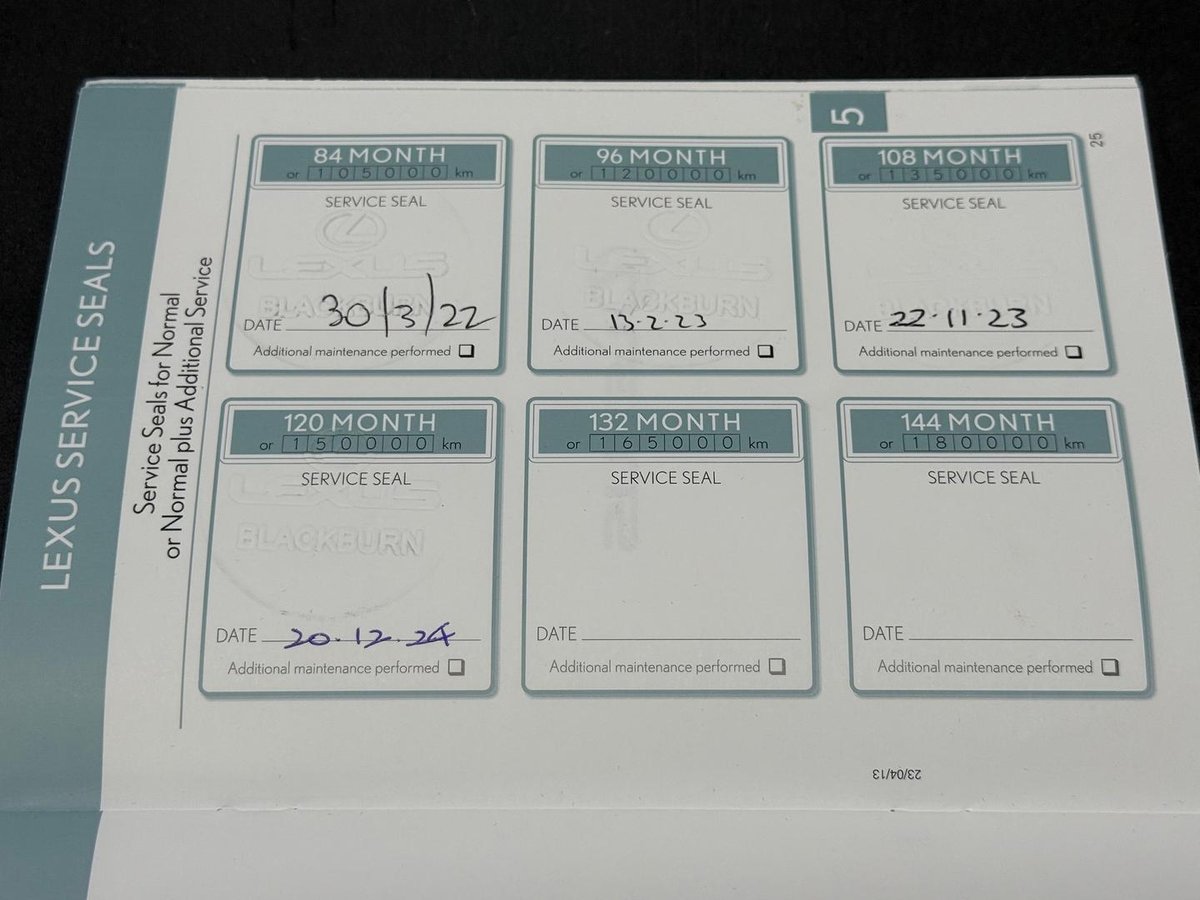 LEXUS SERVICE SEALS
Service Seals for Normal
or Normal plus Additional Service
5
25
84 MONTH
or 105000 km
SERVICE SEAL
LEXUS
BLACKBURN
DATE 30/3/22
Additional maintenance performed
96 MONTH
or 120000 km
SERVICE SEAL
LEXUS
BLACKBURN
DATE 13-2-23
Additional maintenance performed
108 MONTH
or 135000 km
SERVICE SEAL
LEXUS
BLACKBURN
DATE 22·11·23
Additional maintenance performed
120 MONTH
or 150000 km
SERVICE SEAL
LEXUS
BLACKBURN
DATE 20.12.24
Additional maintenance performed
132 MONTH
or 165000 km
SERVICE SEAL
DATE
Additional maintenance performed
144 MONTH
or 180000 km
SERVICE SEAL
DATE
Additional maintenance performed
23/04/13